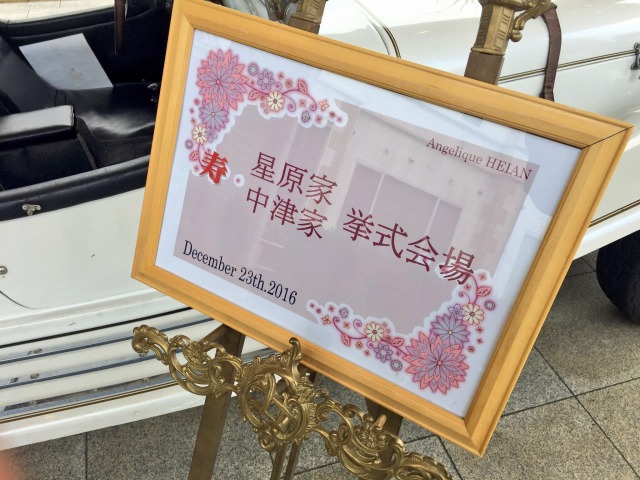 Angelique HEIAN
寿
星原家
中津家
挙式会場
December 23th.2016